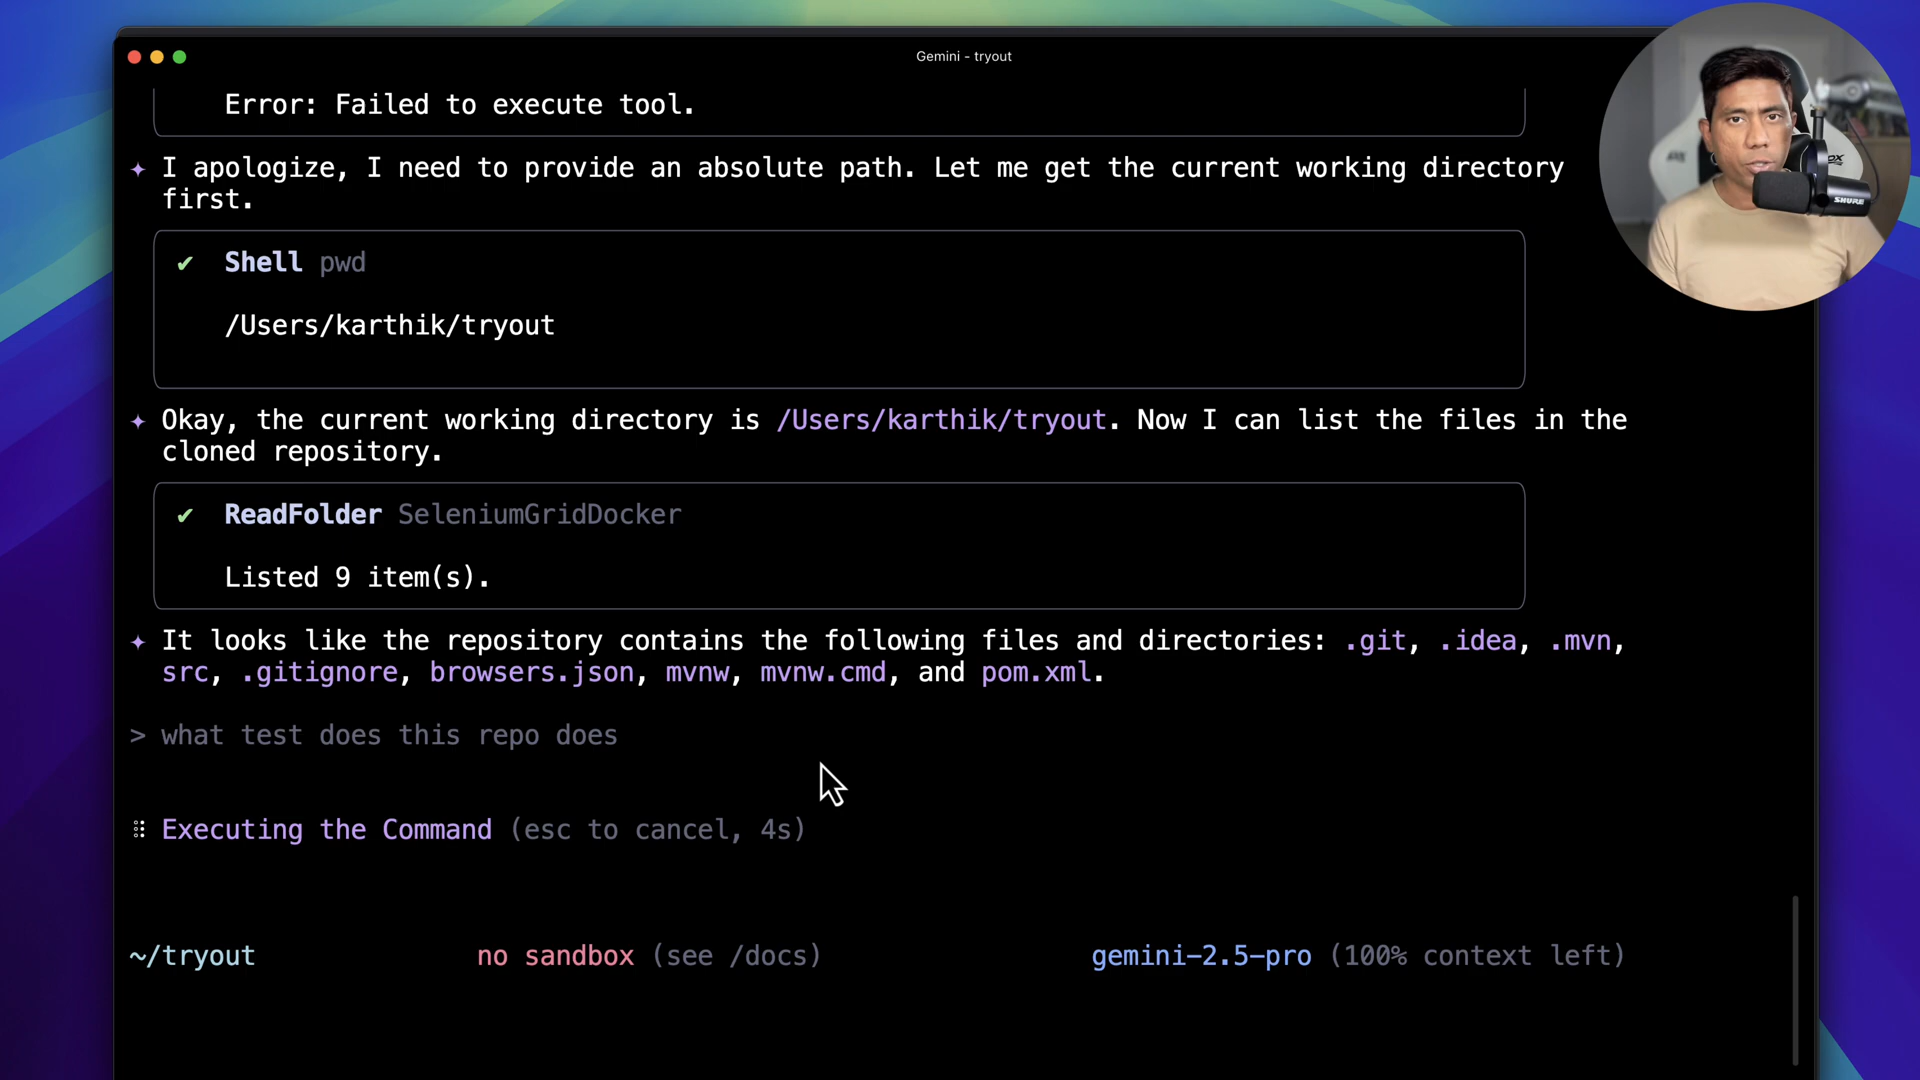 Gemini - tryout
Error: Failed to execute tool.
✦ I apologize, I need to provide an absolute path. Let me get the current working directory
first.
✔ Shell pwd
/Users/karthik/tryout
✦ Okay, the current working directory is /Users/karthik/tryout. Now I can list the files in the
cloned repository.
✔ ReadFolder SeleniumGridDocker
Listed 9 item(s).
✦ It looks like the repository contains the following files and directories: .git, .idea, .mvn,
src, .gitignore, browsers.json, mvnw, mvnw.cmd, and pom.xml.
> what test does this repo does
Executing the Command (esc to cancel, 4s)
~/tryout no sandbox (see /docs) gemini-2.5-pro (100% context left)
SHURE